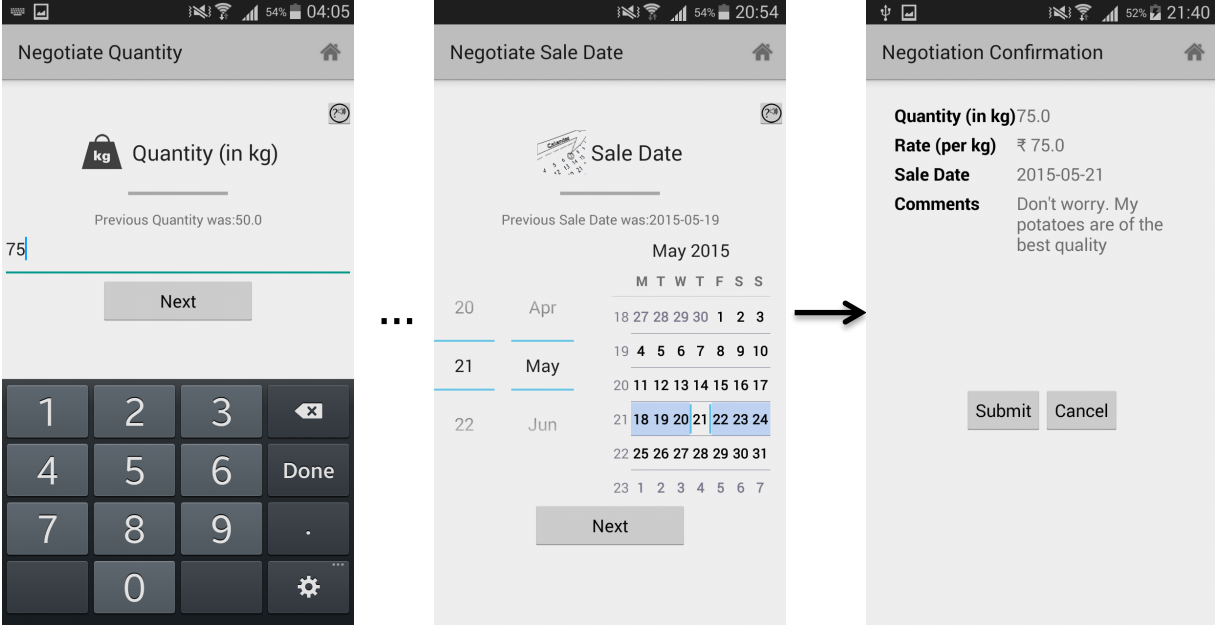 54% 04:05
Negotiate Quantity
kg Quantity (in kg)
Previous Quantity was:50.0
75
Next
1 2 3
4 5 6 Done
7 8 9 .
0
...
54% 20:54
Negotiate Sale Date
Calendar
Sale Date
Previous Sale Date was:2015-05-19
May 2015
M T W T F S S
20 Apr
21 May
22 Jun
18 27 28 29 30 1 2 3
19 4 5 6 7 8 9 10
20 11 12 13 14 15 16 17
21 18 19 20 21 22 23 24
22 25 26 27 28 29 30 31
23 1 2 3 4 5 6 7
Next
52% 21:40
Negotiation Confirmation
Quantity (in kg) 75.0
Rate (per kg) ₹ 75.0
Sale Date 2015-05-21
Comments Don't worry. My
potatoes are of the
best quality
Submit Cancel